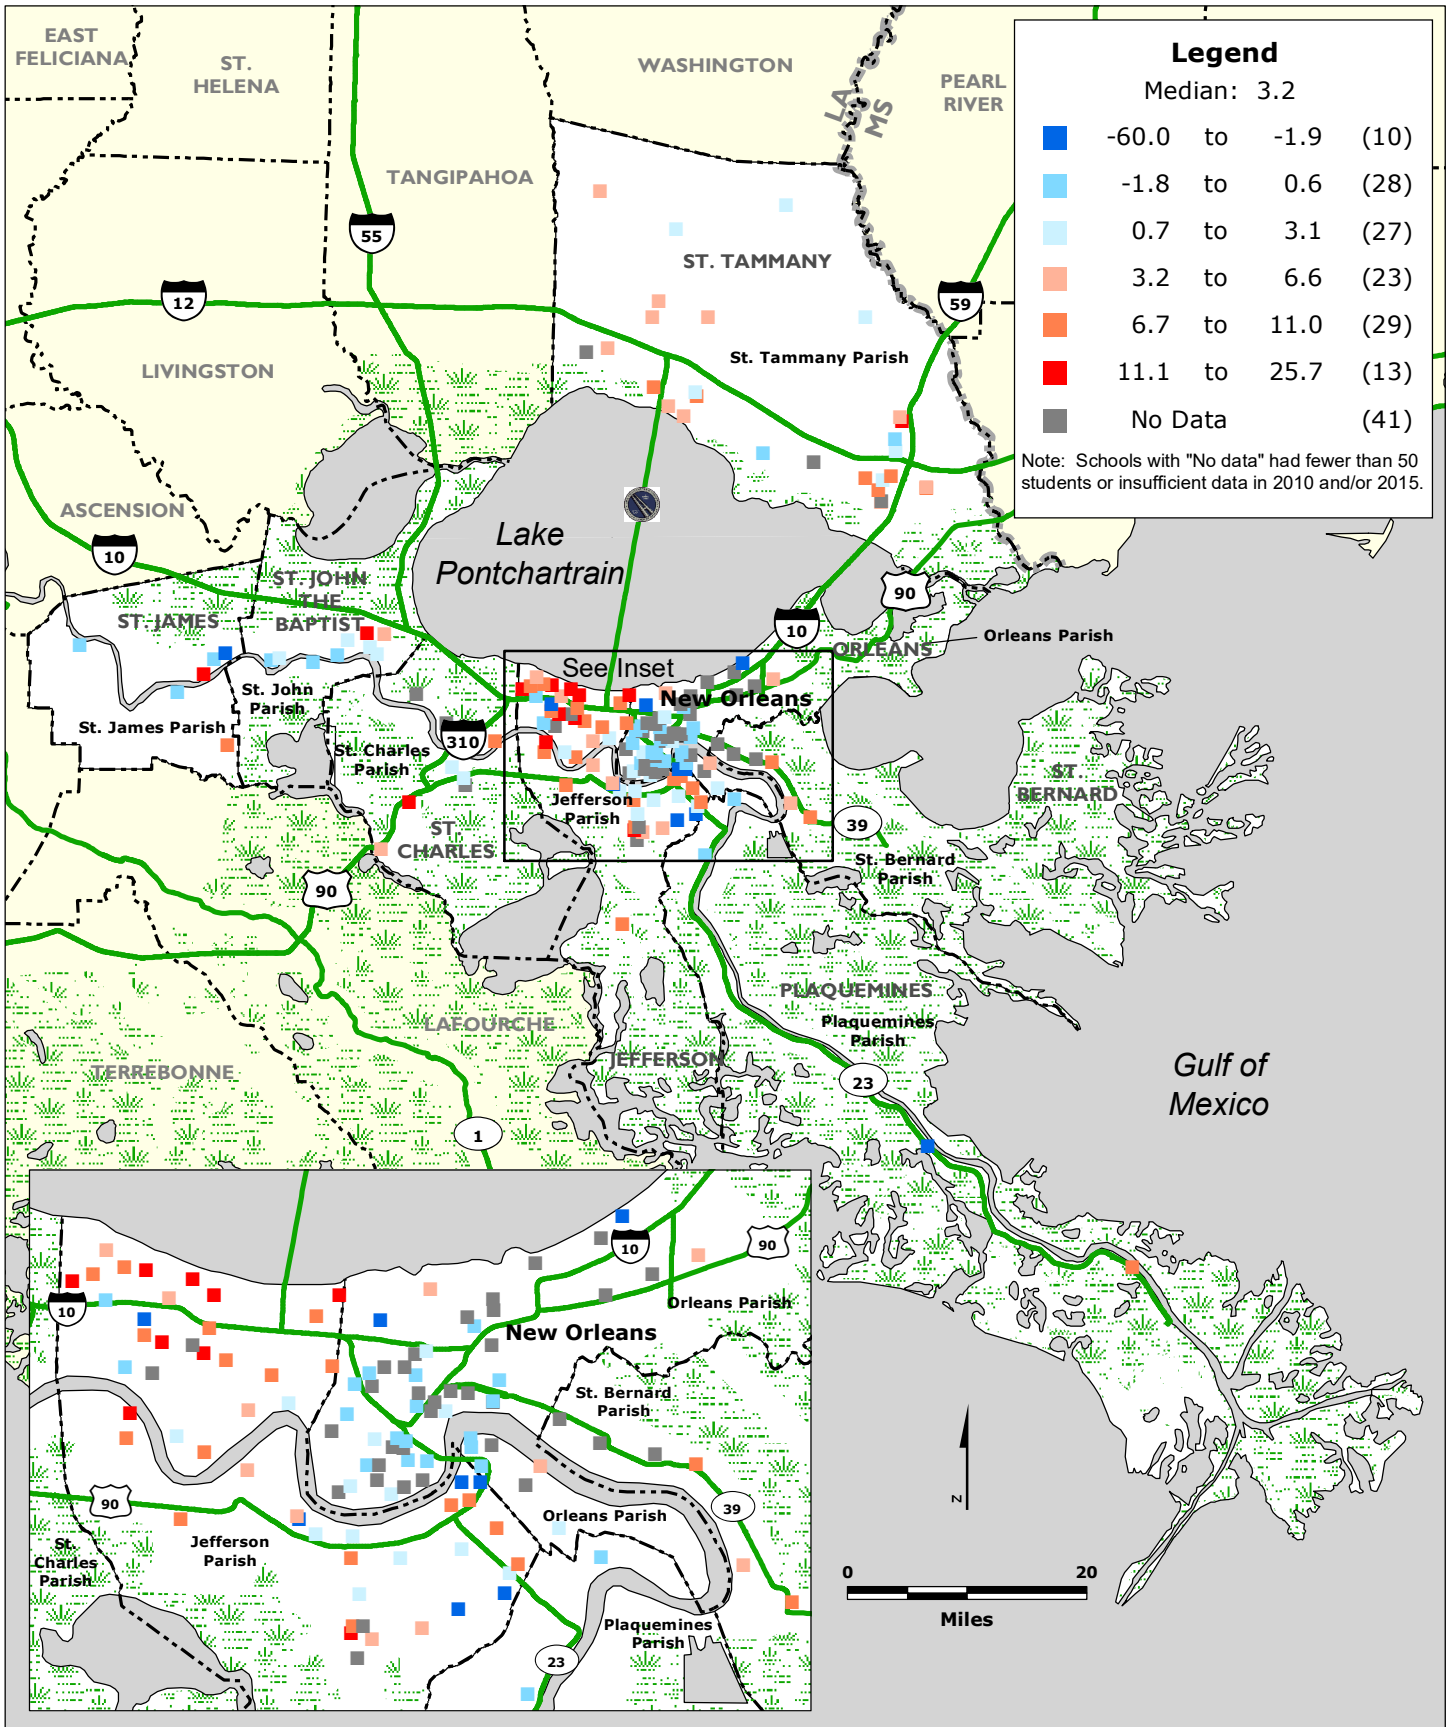 EAST
FELICIANA
ST.
HELENA
WASHINGTON
PEARL
RIVER
LA
MS
TANGIPAHOA
55
12
LIVINGSTON
ST. TAMMANY
St. Tammany Parish
59
Legend
Median: 3.2
-60.0 to -1.9 (10)
-1.8 to 0.6 (28)
0.7 to 3.1 (27)
3.2 to 6.6 (23)
6.7 to 11.0 (29)
11.1 to 25.7 (13)
No Data (41)
Note: Schools with "No data" had fewer than 50
students or insufficient data in 2010 and/or 2015.
ASCENSION
10
Lake
Pontchartrain
ST. JOHN
THE
BAPTIST
ST. JAMES
90
10
ORLEANS
Orleans Parish
See Inset
New Orleans
St. John
Parish
St. James Parish
310
St. Charles
Parish
Jefferson
Parish
ST.
CHARLES
ST.
BERNARD
39
St. Bernard
Parish
90
LAFOURCHE
TERREBONNE
1
PLAQUEMINES
Plaquemines
Parish
JEFFERSON
23
Gulf of
Mexico
10
90
10
Orleans Parish
New Orleans
St. Bernard
Parish
90
39
Orleans Parish
Jefferson
Parish
St.
Charles
Parish
Plaquemines
Parish
23
N
0 20
Miles